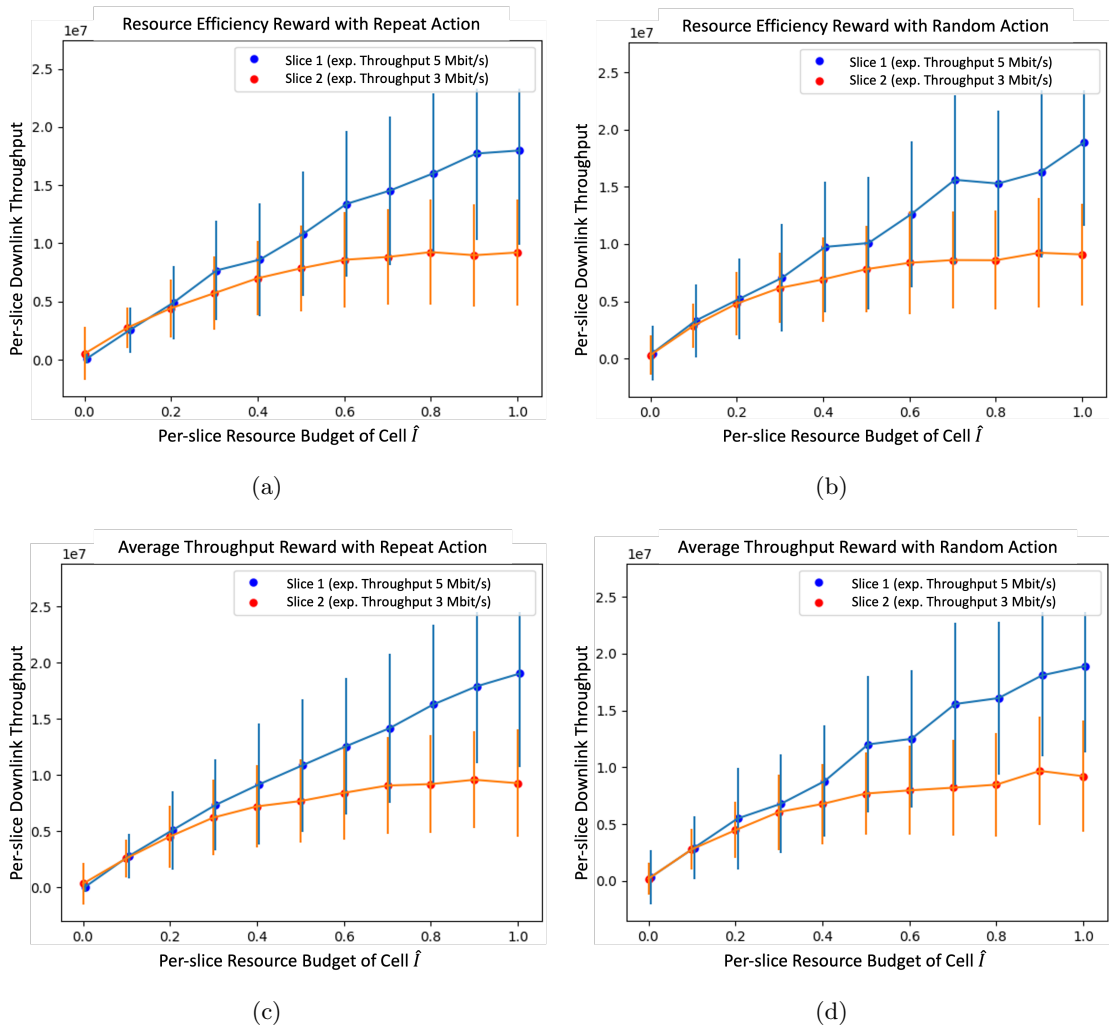 Resource Efficiency Reward with Repeat Action
1e7
Slice 1 (exp. Throughput 5 Mbit/s)
Slice 2 (exp. Throughput 3 Mbit/s)
Per-slice Downlink Throughput
2.5
2.0
1.5
1.0
0.5
0.0
0.0 0.2 0.4 0.6 0.8 1.0
Per-slice Resource Budget of Cell Î
(a)
Resource Efficiency Reward with Random Action
1e7
Slice 1 (exp. Throughput 5 Mbit/s)
Slice 2 (exp. Throughput 3 Mbit/s)
Per-slice Downlink Throughput
2.5
2.0
1.5
1.0
0.5
0.0
0.0 0.2 0.4 0.6 0.8 1.0
Per-slice Resource Budget of Cell Î
(b)
Average Throughput Reward with Repeat Action
1e7
Slice 1 (exp. Throughput 5 Mbit/s)
Slice 2 (exp. Throughput 3 Mbit/s)
Per-slice Downlink Throughput
2.5
2.0
1.5
1.0
0.5
0.0
0.0 0.2 0.4 0.6 0.8 1.0
Per-slice Resource Budget of Cell Î
(c)
Average Throughput Reward with Random Action
1e7
Slice 1 (exp. Throughput 5 Mbit/s)
Slice 2 (exp. Throughput 3 Mbit/s)
Per-slice Downlink Throughput
2.5
2.0
1.5
1.0
0.5
0.0
0.0 0.2 0.4 0.6 0.8 1.0
Per-slice Resource Budget of Cell Î
(d)